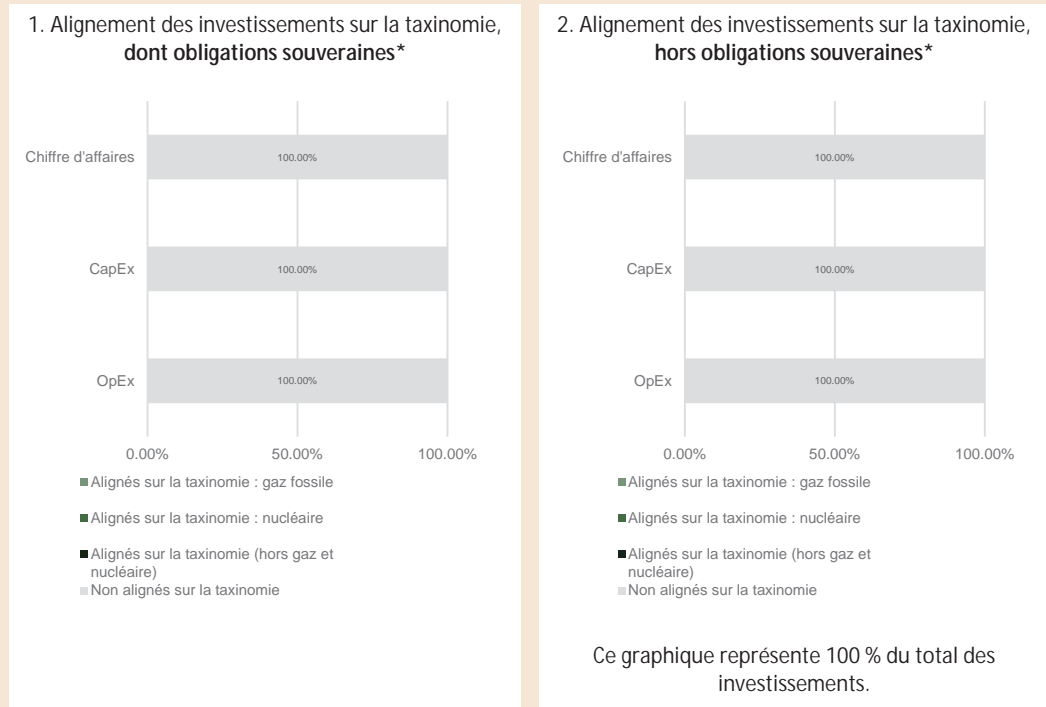 1. Alignement des investissements sur la taxinomie,
dont obligations souveraines*
Chiffre d'affaires
100.00%
CapEx
100.00%
OpEx
100.00%
0.00%
50.00%
100.00%
Alignés sur la taxinomie : gaz fossile
Alignés sur la taxinomie : nucléaire
Alignés sur la taxinomie (hors gaz et
nucléaire)
Non alignés sur la taxinomie
2. Alignement des investissements sur la taxinomie,
hors obligations souveraines*
Chiffre d'affaires
100.00%
CapEx
100.00%
OpEx
100.00%
0.00%
50.00%
100.00%
Alignés sur la taxinomie : gaz fossile
Alignés sur la taxinomie : nucléaire
Alignés sur la taxinomie (hors gaz et
nucléaire)
Non alignés sur la taxinomie
Ce graphique représente 100 % du total des
investissements.